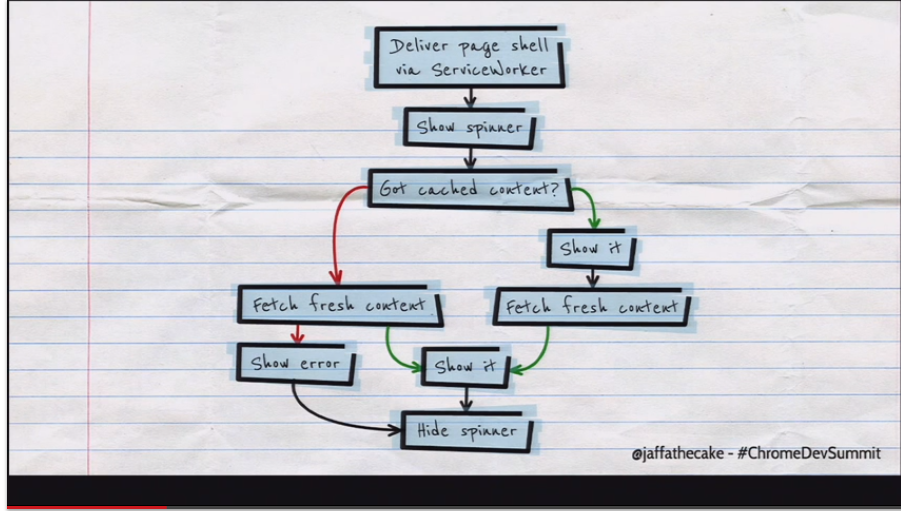 Deliver page shell
via ServiceWorker
Show spinner
Got cached content?
Show it
Fetch fresh content
Fetch fresh content
Show error
Show it
Hide spinner
@jaffathecake - #ChromeDevSummit